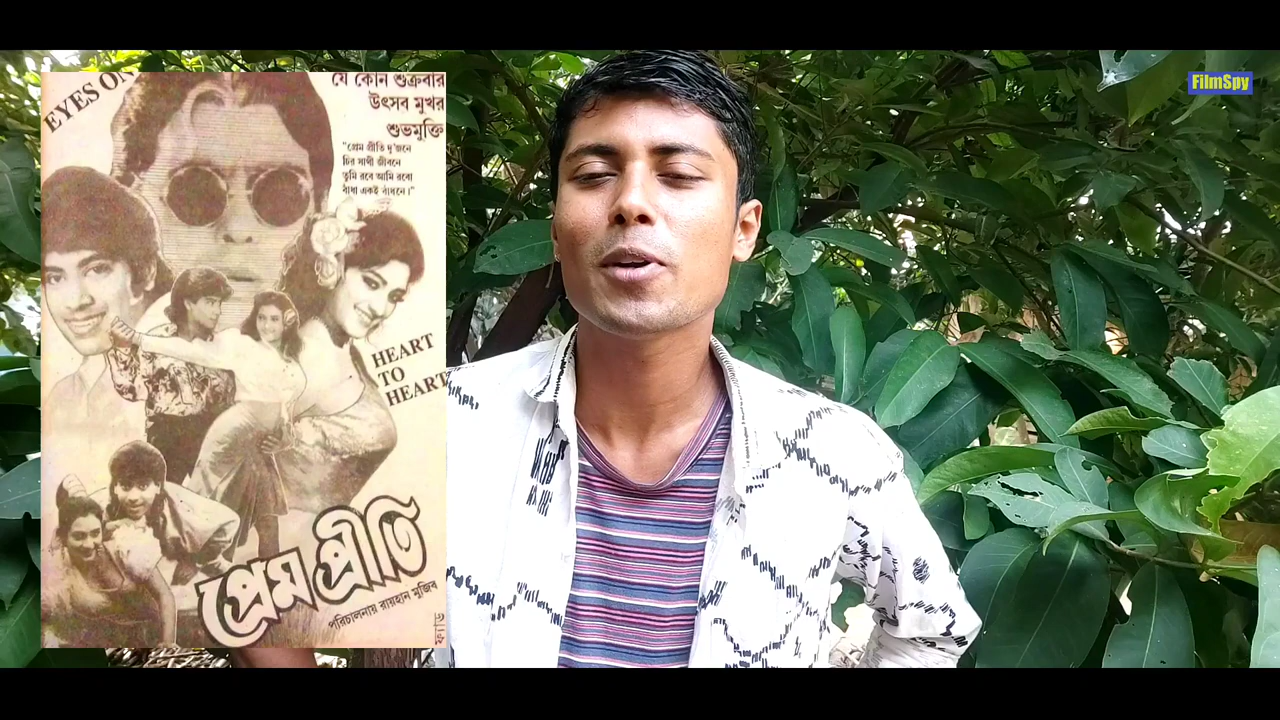 EYES ON
যে কোন শুক্রবার
উৎসব মুখর
শুভমুক্তি
"প্রেম প্রীতি দু'জনে
চির সাথী জীবনে
তুমি রবে আমি রবো
বাঁধা একই বাঁধনে।"
HEART
TO
HEART
প্রেম প্রীতি
পরিচালনায় রায়হান মুজিব
FilmSpy